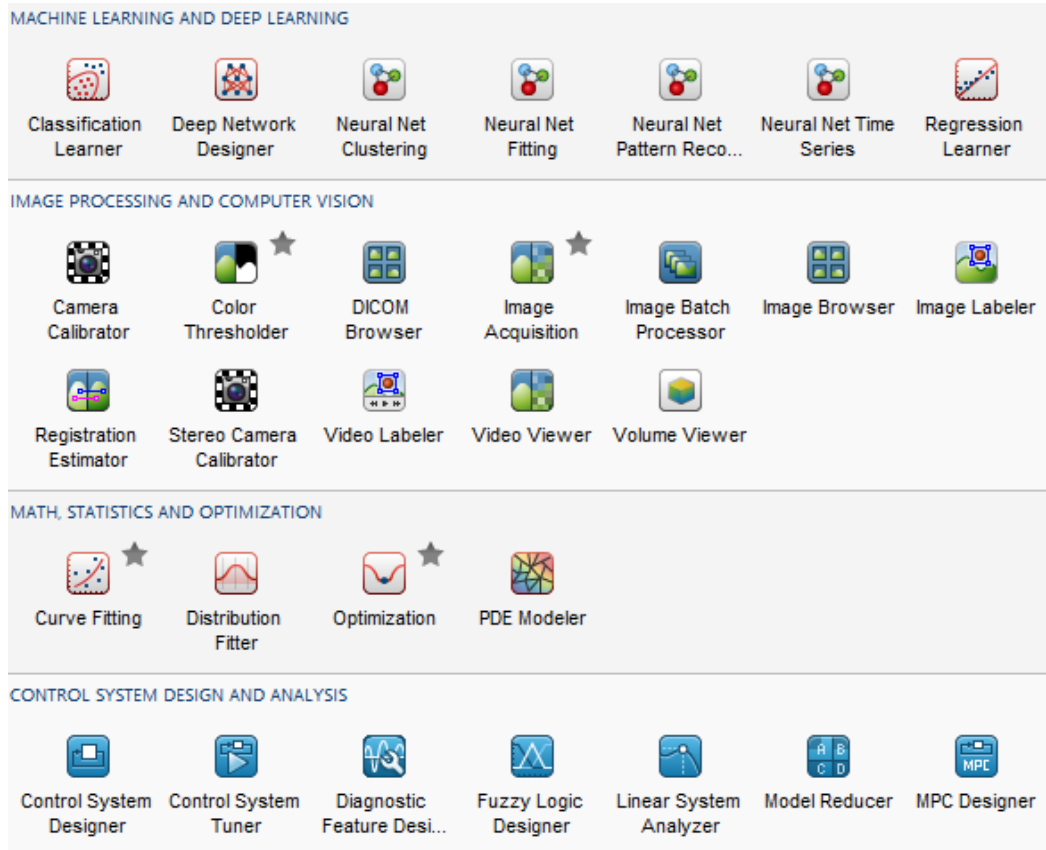 MACHINE LEARNING AND DEEP LEARNING
Classification Learner
Deep Network Designer
Neural Net Clustering
Neural Net Fitting
Neural Net Pattern Reco...
Neural Net Time Series
Regression Learner
IMAGE PROCESSING AND COMPUTER VISION
Camera Calibrator
Color Thresholder
DICOM Browser
Image Acquisition
Image Batch Processor
Image Browser
Image Labeler
Registration Estimator
Stereo Camera Calibrator
Video Labeler
Video Viewer
Volume Viewer
MATH, STATISTICS AND OPTIMIZATION
Curve Fitting
Distribution Fitter
Optimization
PDE Modeler
CONTROL SYSTEM DESIGN AND ANALYSIS
A B
C D
MPC
Control System Designer
Control System Tuner
Diagnostic Feature Desi...
Fuzzy Logic Designer
Linear System Analyzer
Model Reducer
MPC Designer